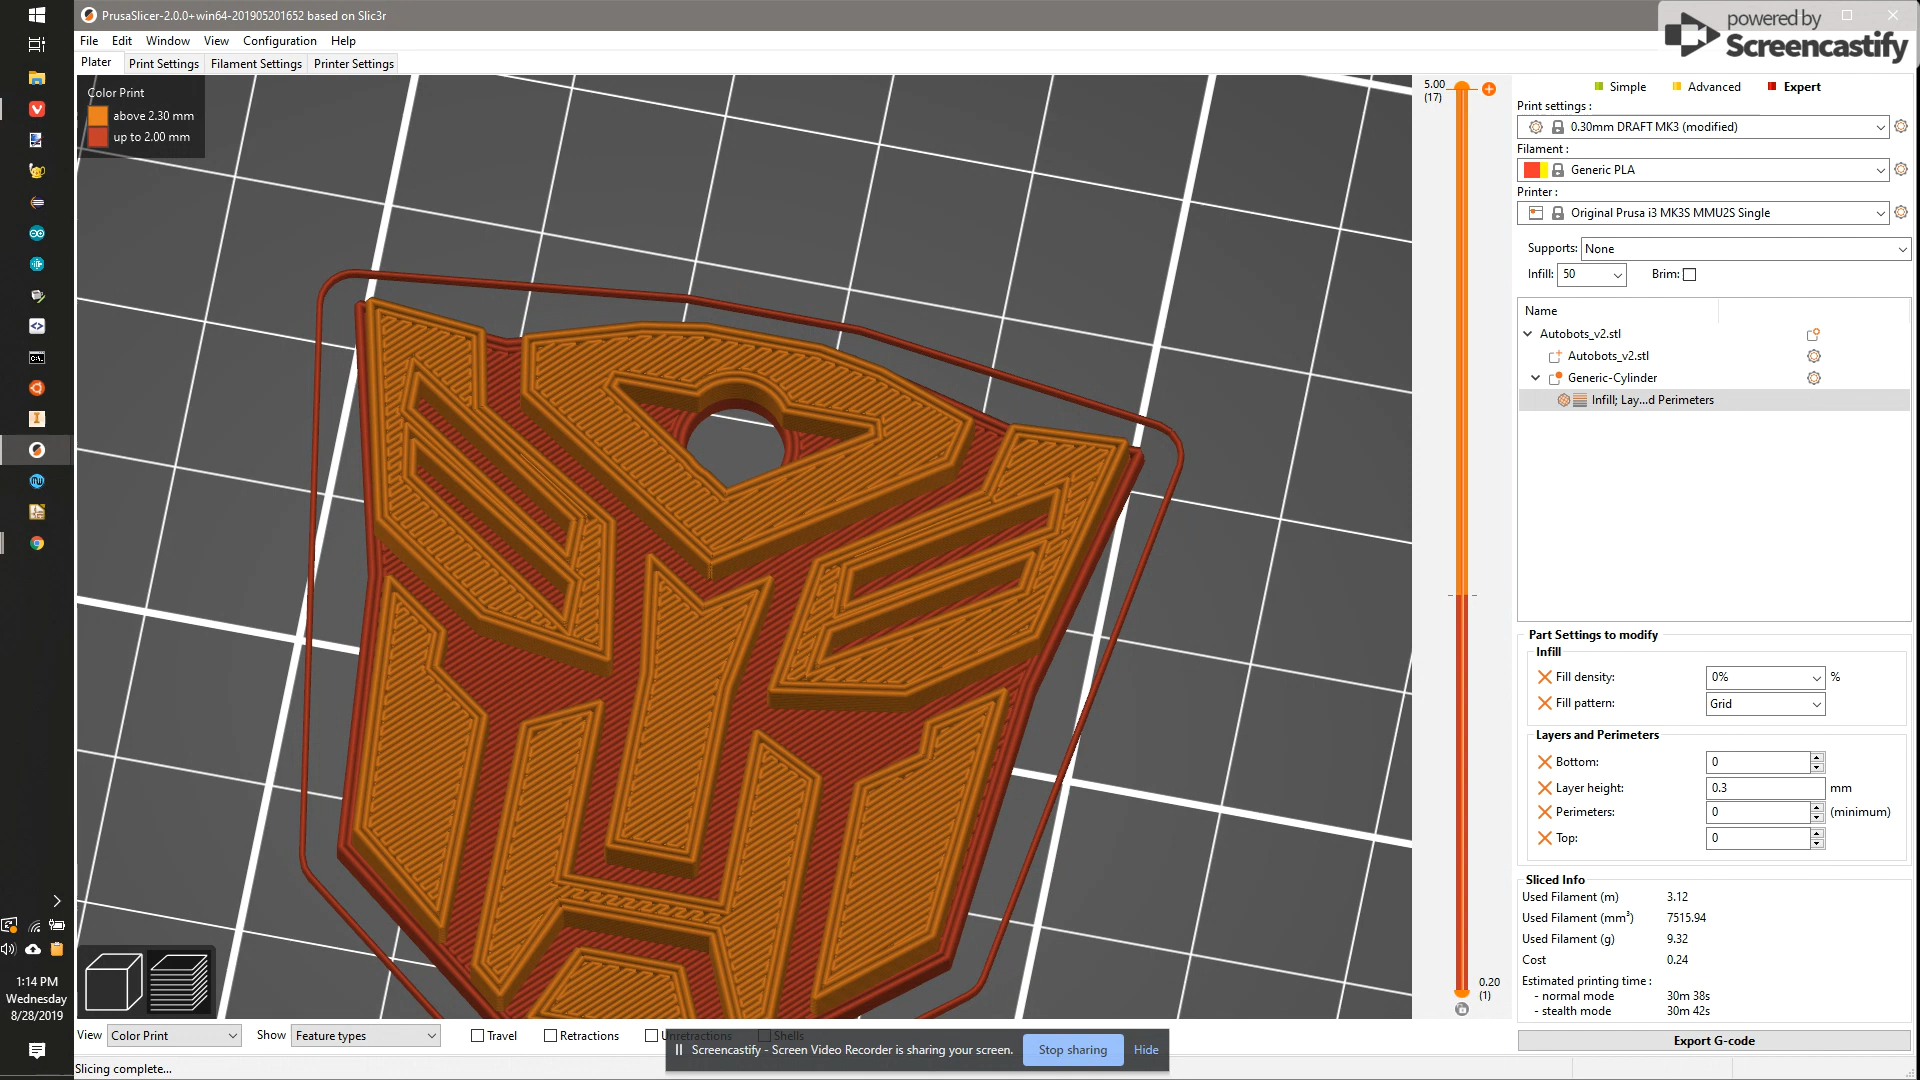 PrusaSlicer-2.0.0+win64-201905201652 based on Slic3r
powered by
Screencastify
File Edit Window View Configuration Help
Plater Print Settings Filament Settings Printer Settings
Color Print
above 2.30 mm
up to 2.00 mm
5.00
(17)
Simple Advanced Expert
Print settings :
0.30mm DRAFT MK3 (modified)
Filament :
Generic PLA
Printer :
Original Prusa i3 MK3S MMU2S Single
Supports: None
Infill: 50 Brim:
Name
Autobots_v2.stl
Autobots_v2.stl
Generic-Cylinder
Infill; Lay...d Perimeters
Part Settings to modify
Infill
Fill density: 0% %
Fill pattern: Grid
Layers and Perimeters
Bottom: 0
Layer height: 0.3 mm
Perimeters: 0 (minimum)
Top: 0
Sliced Info
Used Filament (m) 3.12
Used Filament (mm³) 7515.94
Used Filament (g) 9.32
Cost 0.24
Estimated printing time :
- normal mode 30m 38s
- stealth mode 30m 42s
Export G-code
0.20
(1)
1:14 PM
Wednesday
8/28/2019
View Color Print Show Feature types Travel Retractions Unretractions Shells
Screencastify - Screen Video Recorder is sharing your screen. Stop sharing Hide
Slicing complete...